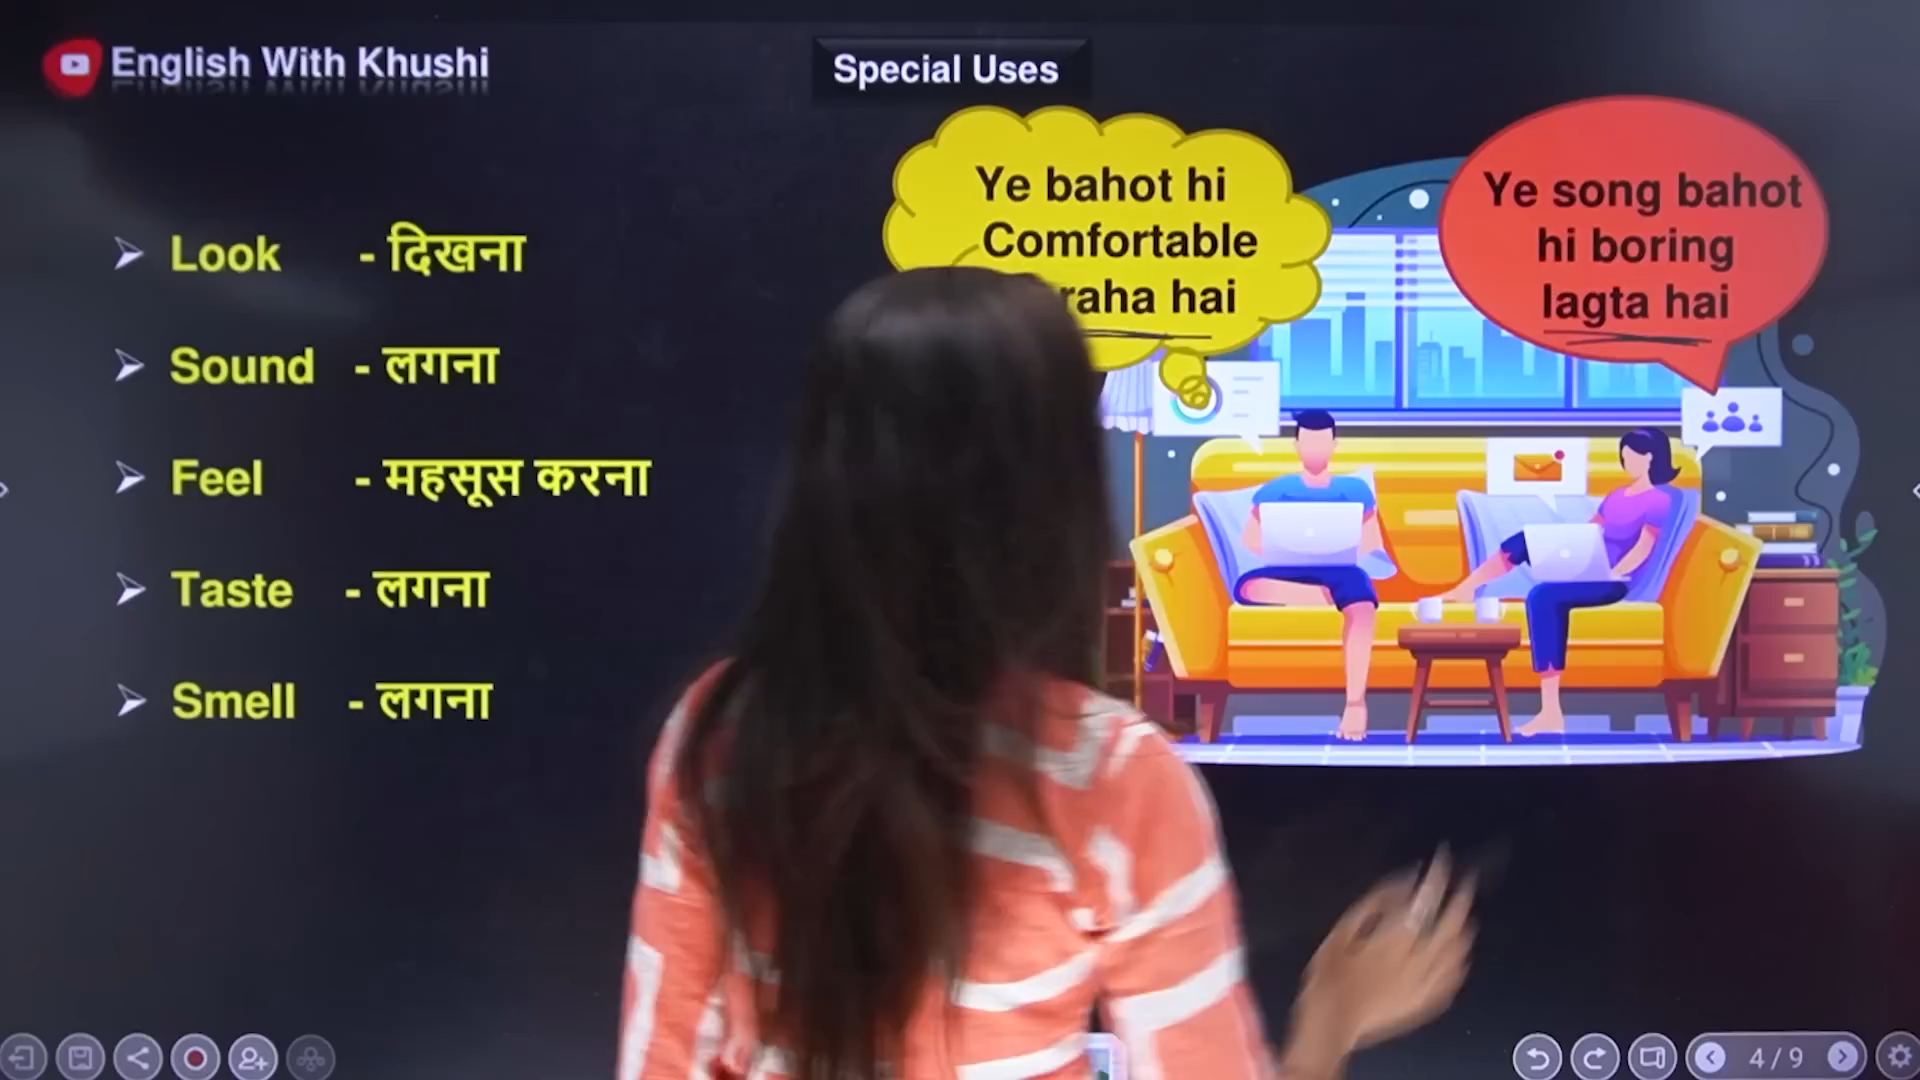 English With Khushi
Special Uses
Look - दिखना
Sound - लगना
Feel - महसूस करना
Taste - लगना
Smell - लगना
Ye bahot hi
Comfortable
raha hai
Ye song bahot
hi boring
lagta hai
4 / 9